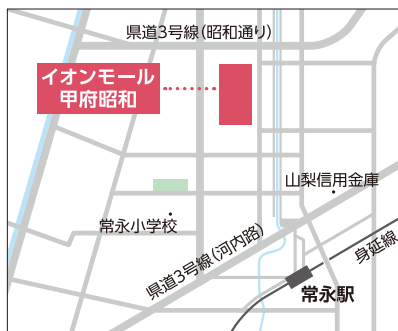 県道3号線(昭和通り)
イオンモール
甲府昭和
山梨信用金庫
常永小学校
県道3号線(河内路)
身延線
常永駅